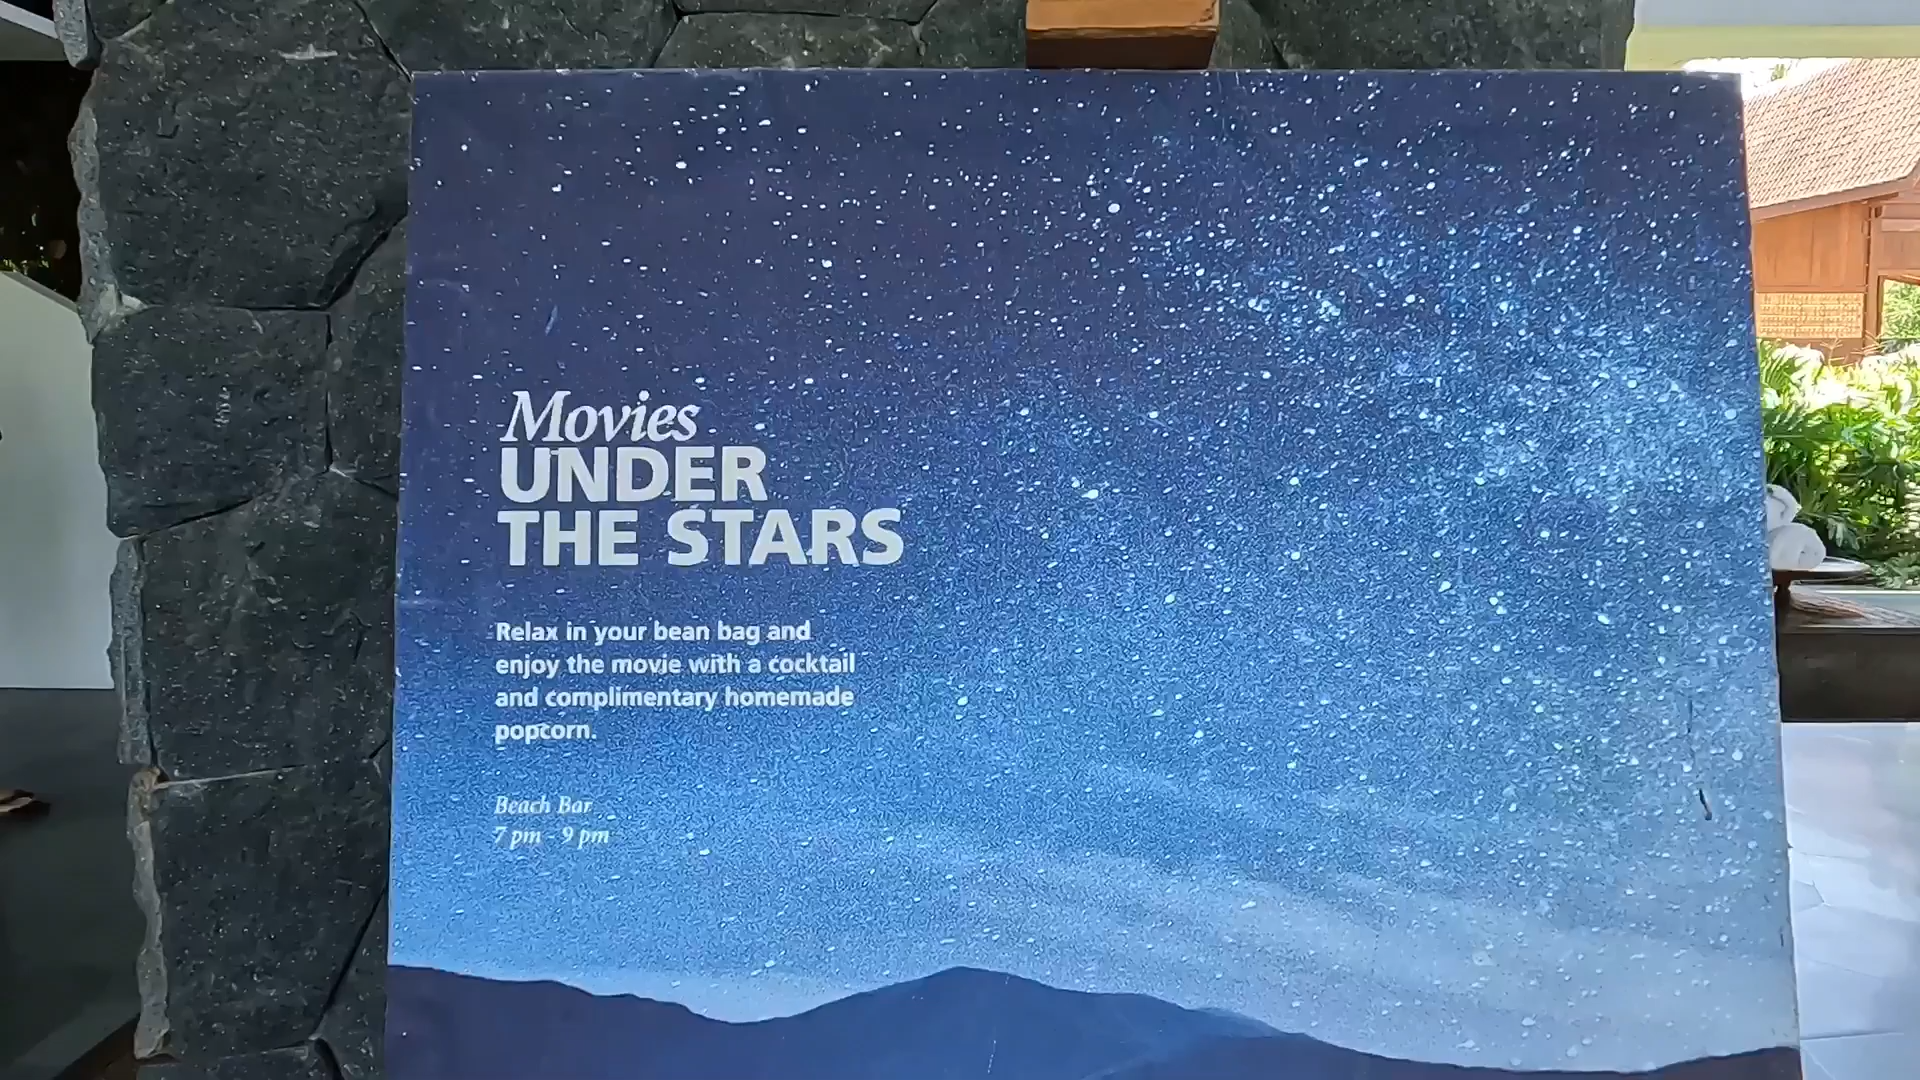 Movies
UNDER
THE STARS
Relax in your bean bag and
enjoy the movie with a cocktail
and complimentary homemade
popcorn.
Beach Bar
7 pm - 9 pm